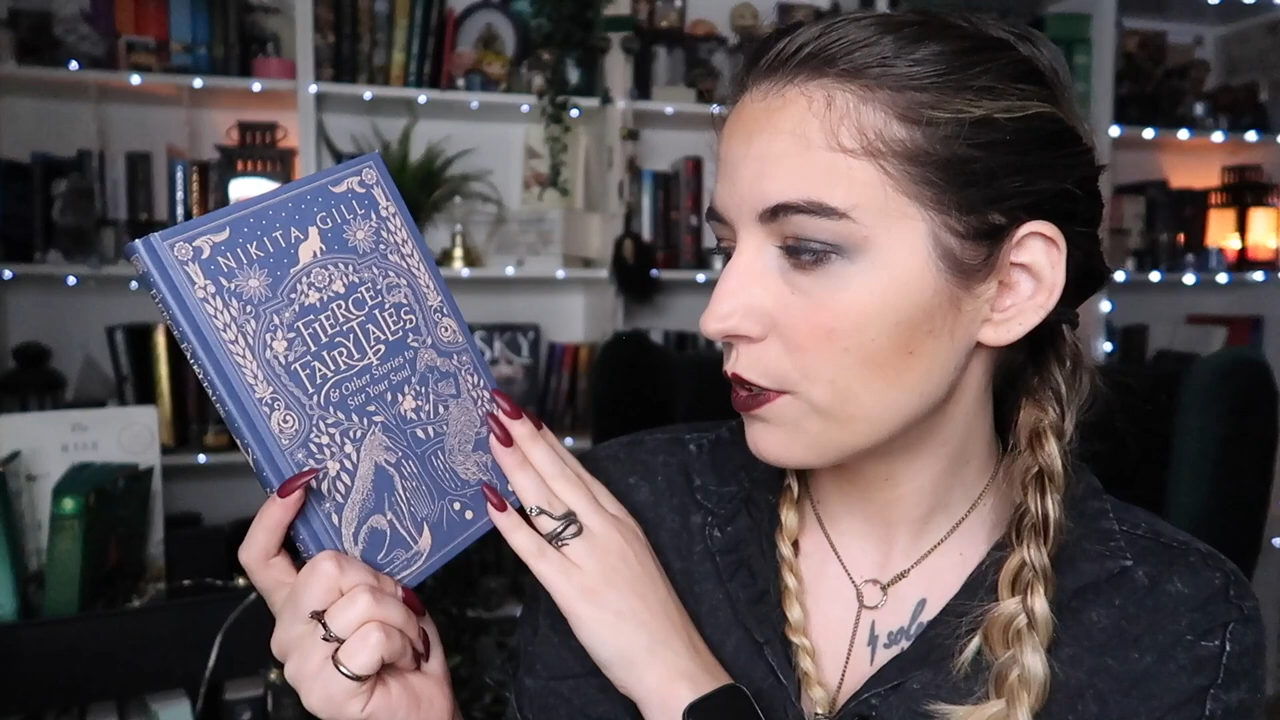 NIKITA GILL
FIERCE
FAIRYTALES
& Other Stories to
Stir Your Soul
SKY